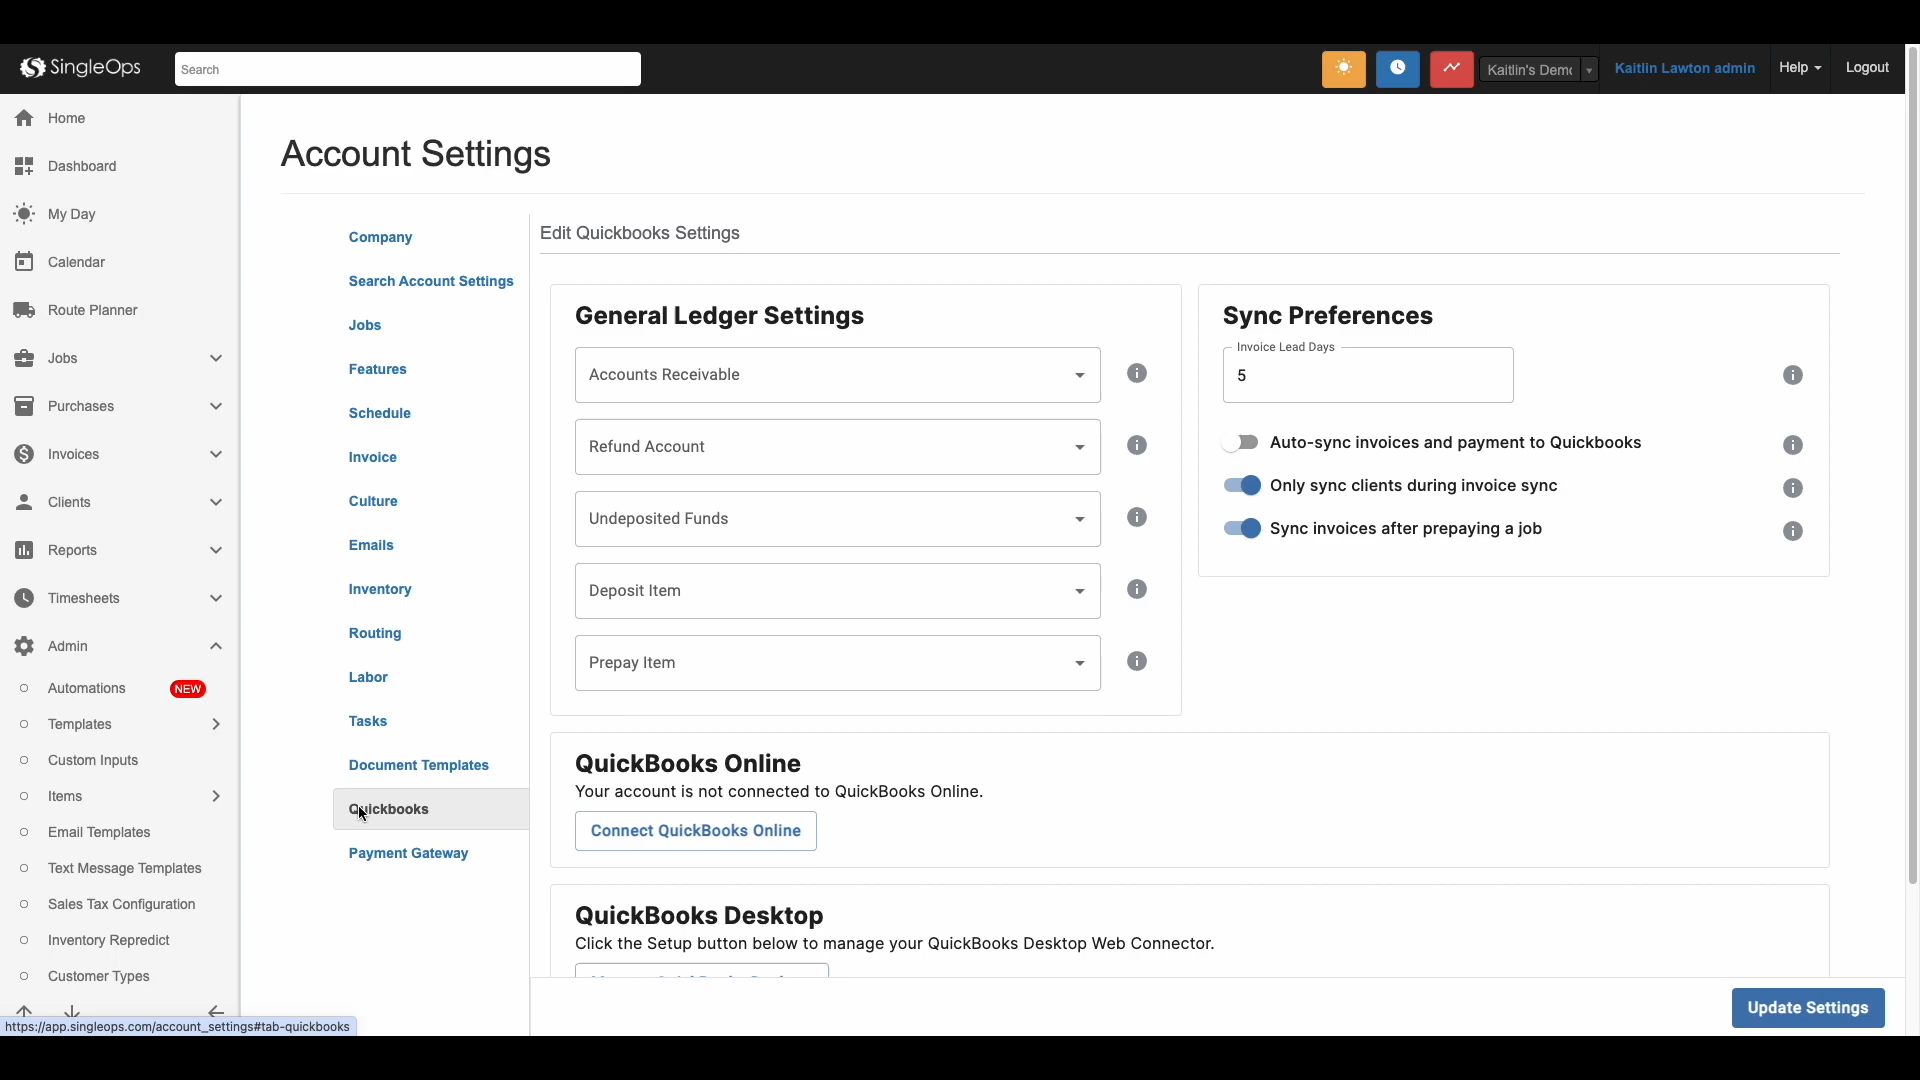 SingleOps
Search
Kaitlin's Demo
Kaitlin Lawton admin
Help
Logout
Home
Dashboard
My Day
Calendar
Route Planner
Jobs
Purchases
Invoices
Clients
Reports
Timesheets
Admin
Automations NEW
Templates
Custom Inputs
Items
Email Templates
Text Message Templates
Sales Tax Configuration
Inventory Repredict
Customer Types
https://app.singleops.com/account_settings#tab-quickbooks
Account Settings
Company
Search Account Settings
Jobs
Features
Schedule
Invoice
Culture
Emails
Inventory
Routing
Labor
Tasks
Document Templates
Quickbooks
Payment Gateway
Edit Quickbooks Settings
General Ledger Settings
Accounts Receivable
Refund Account
Undeposited Funds
Deposit Item
Prepay Item
Sync Preferences
Invoice Lead Days
5
Auto-sync invoices and payment to Quickbooks
Only sync clients during invoice sync
Sync invoices after prepaying a job
QuickBooks Online
Your account is not connected to QuickBooks Online.
Connect QuickBooks Online
QuickBooks Desktop
Click the Setup button below to manage your QuickBooks Desktop Web Connector.
Update Settings